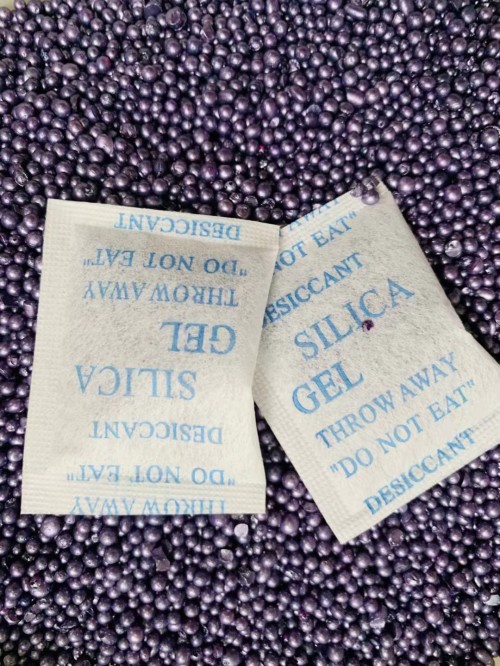 THROW AWAY
"DO NOT EAT"
DESICCANT
SILICA
GEL
THROW AWAY
"DO NOT EAT"
DESICCANT
NOT EAT"
DESICCANT
SILICA
GEL
THROW AWAY
"DO NOT EAT"
DESICCANT